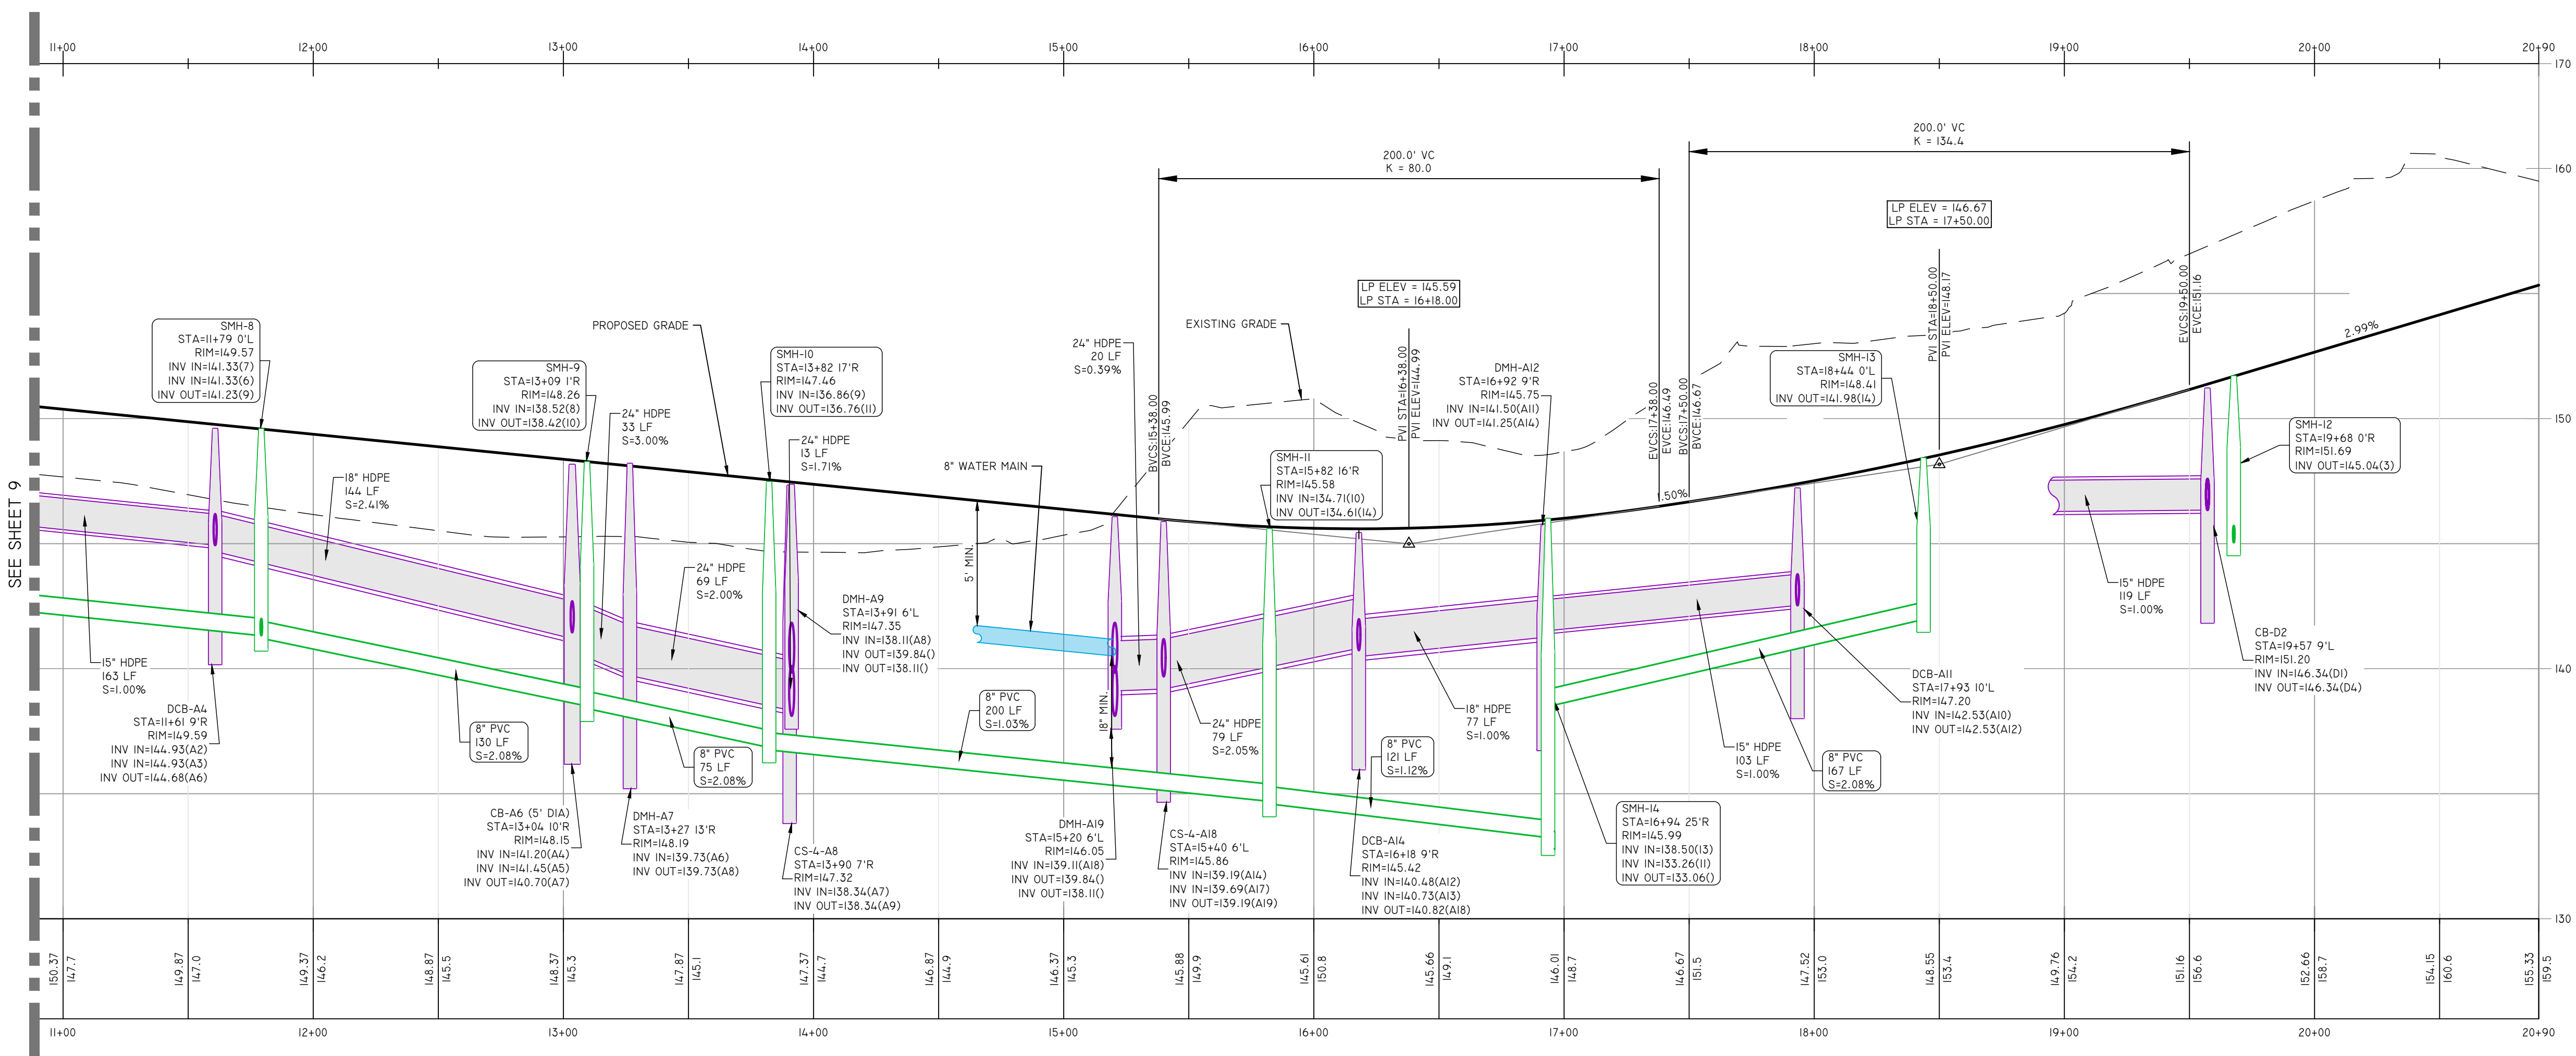 11+00
12+00
13+00
14+00
15+00
16+00
17+00
18+00
19+00
20+00
20+90
170
160
150
140
130
SEE SHEET 9
200.0' VC
K = 80.0
200.0' VC
K = 134.4
LP ELEV = 146.67
LP STA = 17+50.00
LP ELEV = 145.59
LP STA = 16+18.00
BVCS:15+38.00
BVCE:145.99
PVI STA=16+38.00
PVI ELEV=144.99
EVCS:17+38.00
EVCE:146.49
BVCS:17+50.00
BVCE:146.67
PVI STA=18+50.00
PVI ELEV=148.17
EVCS:19+50.00
EVCE:151.16
1.50%
2.99%
SMH-8
STA=11+79 0'L
RIM=149.57
INV IN=141.33(7)
INV IN=141.33(6)
INV OUT=141.23(9)
SMH-9
STA=13+09 1'R
RIM=148.26
INV IN=138.52(8)
INV OUT=138.42(10)
PROPOSED GRADE
SMH-10
STA=13+82 17'R
RIM=147.46
INV IN=136.86(9)
INV OUT=136.76(11)
24" HDPE
33 LF
S=3.00%
24" HDPE
13 LF
S=1.71%
18" HDPE
144 LF
S=2.41%
24" HDPE
69 LF
S=2.00%
DMH-A9
STA=13+91 6'L
RIM=147.35
INV IN=138.11(A8)
INV OUT=139.84()
INV OUT=138.11()
8" WATER MAIN
5' MIN.
18" MIN.
24" HDPE
20 LF
S=0.39%
EXISTING GRADE
SMH-11
STA=15+82 16'R
RIM=145.58
INV IN=134.71(10)
INV OUT=134.61(14)
DMH-A12
STA=16+92 9'R
RIM=145.75
INV IN=141.50(A11)
INV OUT=141.25(A14)
SMH-13
STA=18+44 0'L
RIM=148.41
INV OUT=141.98(14)
SMH-12
STA=19+68 0'R
RIM=151.69
INV OUT=145.04(3)
15" HDPE
163 LF
S=1.00%
DCB-A4
STA=11+61 9'R
RIM=149.59
INV IN=144.93(A2)
INV IN=144.93(A3)
INV OUT=144.68(A6)
8" PVC
130 LF
S=2.08%
8" PVC
75 LF
S=2.08%
8" PVC
200 LF
S=1.03%
CB-A6 (5' DIA)
STA=13+04 10'R
RIM=148.15
INV IN=141.20(A4)
INV IN=141.45(A5)
INV OUT=140.70(A7)
DMH-A7
STA=13+27 13'R
RIM=148.19
INV IN=139.73(A6)
INV OUT=139.73(A8)
CS-4-A8
STA=13+90 7'R
RIM=147.32
INV IN=138.34(A7)
INV OUT=138.34(A9)
DMH-A19
STA=15+20 6'L
RIM=146.05
INV IN=139.11(A18)
INV OUT=139.84()
INV OUT=138.11()
CS-4-A18
STA=15+40 6'L
RIM=145.86
INV IN=139.19(A14)
INV IN=139.69(A17)
INV OUT=139.19(A19)
24" HDPE
79 LF
S=2.05%
8" PVC
121 LF
S=1.12%
DCB-A14
STA=16+18 9'R
RIM=145.42
INV IN=140.48(A12)
INV IN=140.73(A13)
INV OUT=140.82(A18)
18" HDPE
77 LF
S=1.00%
SMH-14
STA=16+94 25'R
RIM=145.99
INV IN=138.50(13)
INV IN=133.26(11)
INV OUT=133.06()
15" HDPE
103 LF
S=1.00%
8" PVC
167 LF
S=2.08%
DCB-A11
STA=17+93 10'L
RIM=147.20
INV IN=142.53(A10)
INV OUT=142.53(A12)
15" HDPE
119 LF
S=1.00%
CB-D2
STA=19+57 9'L
RIM=151.20
INV IN=146.34(D1)
INV OUT=146.34(D4)
150.37
147.7
149.87
147.0
149.37
146.2
148.87
145.5
148.37
145.3
147.87
145.1
147.37
144.7
146.87
144.9
146.37
145.3
145.88
149.9
145.61
150.8
145.66
149.1
146.01
148.7
146.67
151.5
147.52
153.0
148.55
153.4
149.76
154.2
151.16
156.6
152.66
158.7
154.15
160.6
155.33
159.5
11+00
12+00
13+00
14+00
15+00
16+00
17+00
18+00
19+00
20+00
20+90